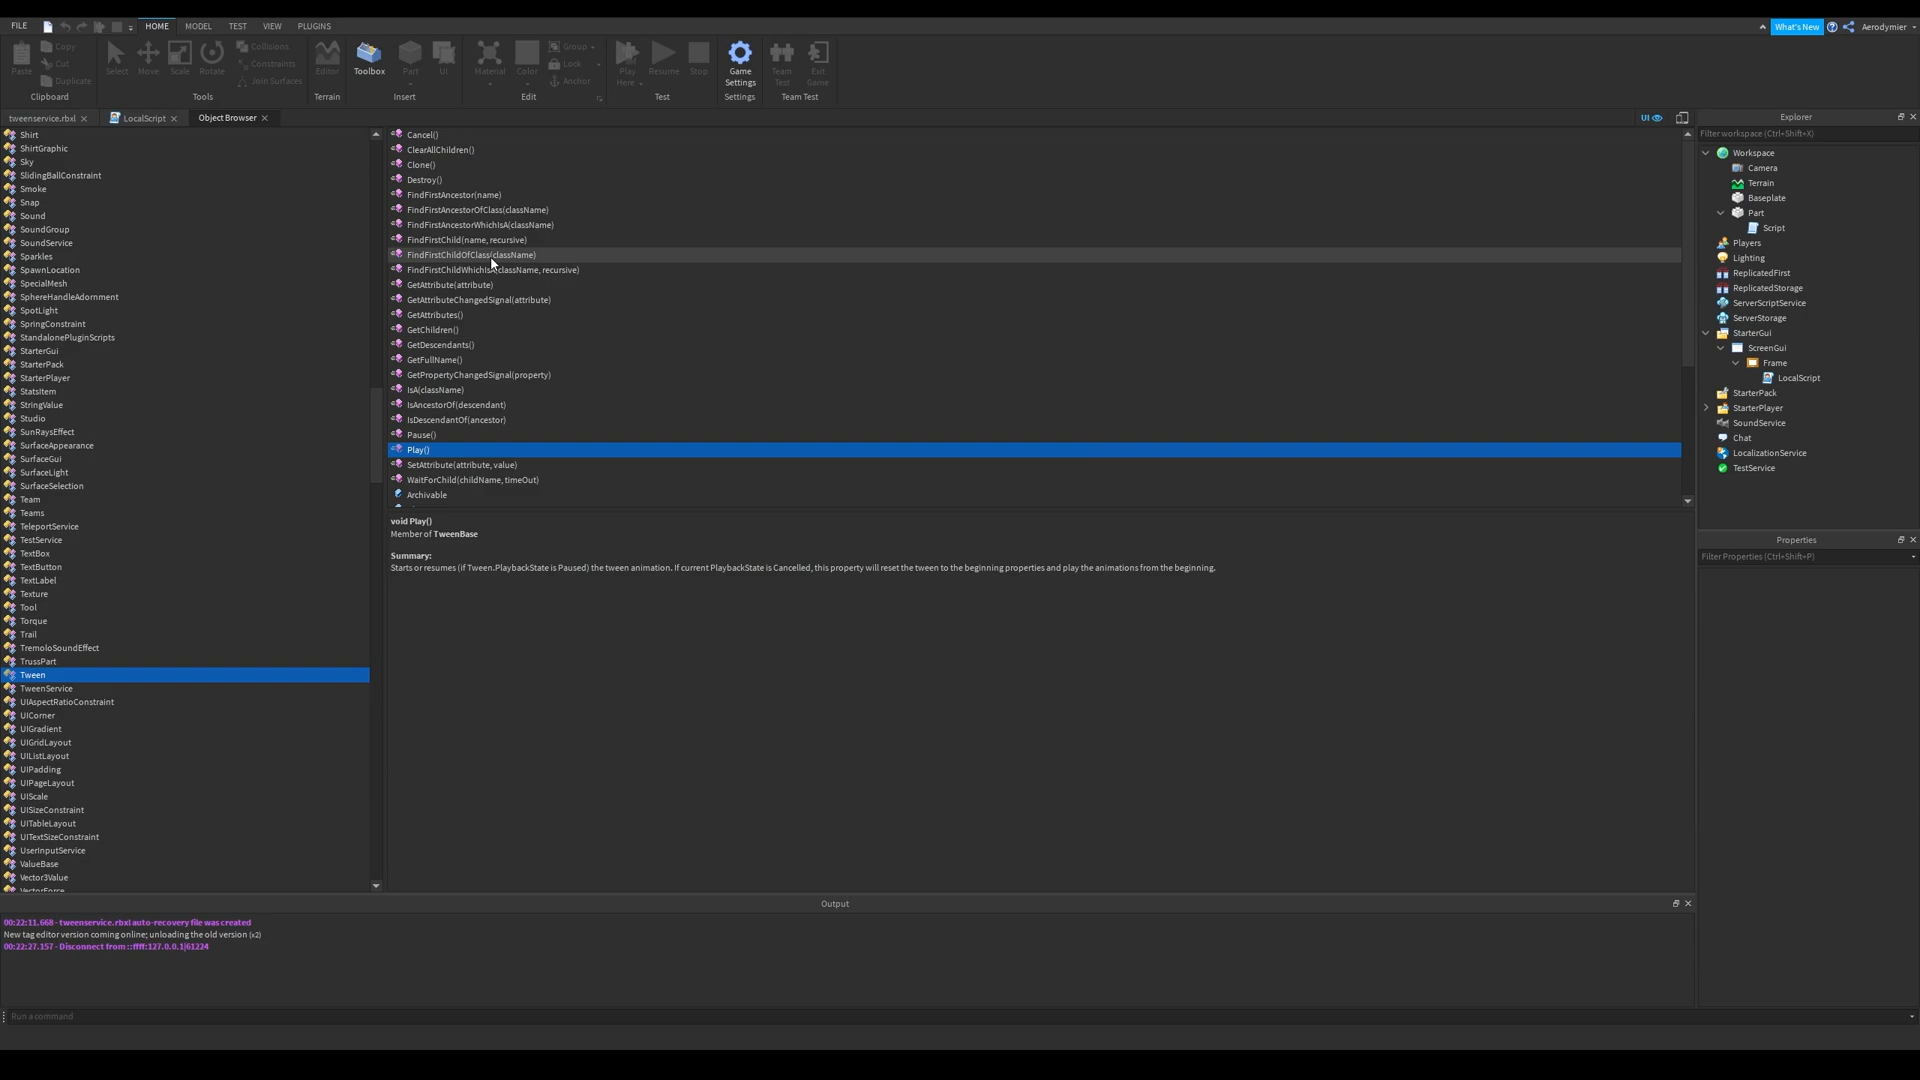 FILE
HOME
MODEL
TEST
VIEW
PLUGINS
What's New
Aerodymier
Paste
Copy
Cut
Duplicate
Clipboard
Select
Move
Scale
Rotate
Collisions
Constraints
Join Surfaces
Tools
Editor
Terrain
Toolbox
Part
UI
Insert
Material
Color
Group
Lock
Anchor
Edit
Play
Here
Resume
Stop
Test
Game
Settings
Settings
Team
Test
Exit
Game
Team Test
tweenservice.rbxl
LocalScript
Object Browser
UI
Shirt
ShirtGraphic
Sky
SlidingBallConstraint
Smoke
Snap
Sound
SoundGroup
SoundService
Sparkles
SpawnLocation
SpecialMesh
SphereHandleAdornment
SpotLight
SpringConstraint
StandalonePluginScripts
StarterGui
StarterPack
StarterPlayer
StatsItem
StringValue
Studio
SunRaysEffect
SurfaceAppearance
SurfaceGui
SurfaceLight
SurfaceSelection
Team
Teams
TeleportService
TestService
TextBox
TextButton
TextLabel
Texture
Tool
Torque
Trail
TremoloSoundEffect
TrussPart
Tween
TweenService
UIAspectRatioConstraint
UICorner
UIGradient
UIGridLayout
UIListLayout
UIPadding
UIPageLayout
UIScale
UISizeConstraint
UITableLayout
UITextSizeConstraint
UserInputService
ValueBase
Vector3Value
VectorForce
Cancel()
ClearAllChildren()
Clone()
Destroy()
FindFirstAncestor(name)
FindFirstAncestorOfClass(className)
FindFirstAncestorWhichIsA(className)
FindFirstChild(name, recursive)
FindFirstChildOfClass(className)
FindFirstChildWhichIsA(className, recursive)
GetAttribute(attribute)
GetAttributeChangedSignal(attribute)
GetAttributes()
GetChildren()
GetDescendants()
GetFullName()
GetPropertyChangedSignal(property)
IsA(className)
IsAncestorOf(descendant)
IsDescendantOf(ancestor)
Pause()
Play()
SetAttribute(attribute, value)
WaitForChild(childName, timeOut)
Archivable
void Play()
Member of TweenBase
Summary:
Starts or resumes (if Tween.PlaybackState is Paused) the tween animation. If current PlaybackState is Cancelled, this property will reset the tween to the beginning properties and play the animations from the beginning.
Explorer
Filter workspace (Ctrl+Shift+X)
Workspace
Camera
Terrain
Baseplate
Part
Script
Players
Lighting
ReplicatedFirst
ReplicatedStorage
ServerScriptService
ServerStorage
StarterGui
ScreenGui
Frame
LocalScript
StarterPack
StarterPlayer
SoundService
Chat
LocalizationService
TestService
Properties
Filter Properties (Ctrl+Shift+P)
Output
00:22:11.668 - tweenservice.rbxl auto-recovery file was created
New tag editor version coming online; unloading the old version (x2)
00:22:27.157 - Disconnect from ::ffff:127.0.0.1|61224
Run a command